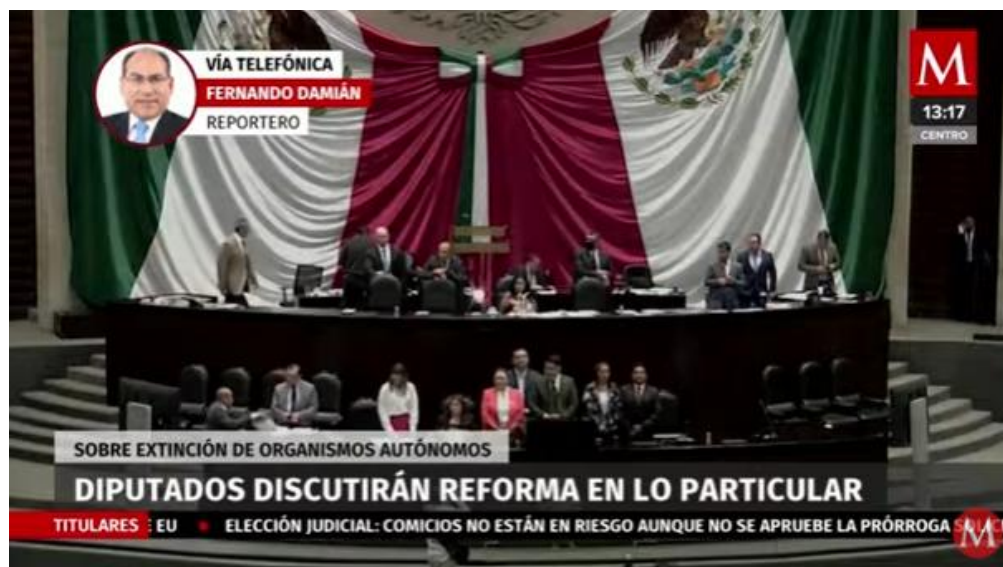 VÍA TELEFÓNICA
FERNANDO DAMIÁN
REPORTERO
M
13:17
CENTRO
SOBRE EXTINCIÓN DE ORGANISMOS AUTÓNOMOS
DIPUTADOS DISCUTIRÁN REFORMA EN LO PARTICULAR
TITULARES EU ELECCIÓN JUDICIAL: COMICIOS NO ESTÁN EN RIESGO AUNQUE NO SE APRUEBE LA PRÓRROGA
M